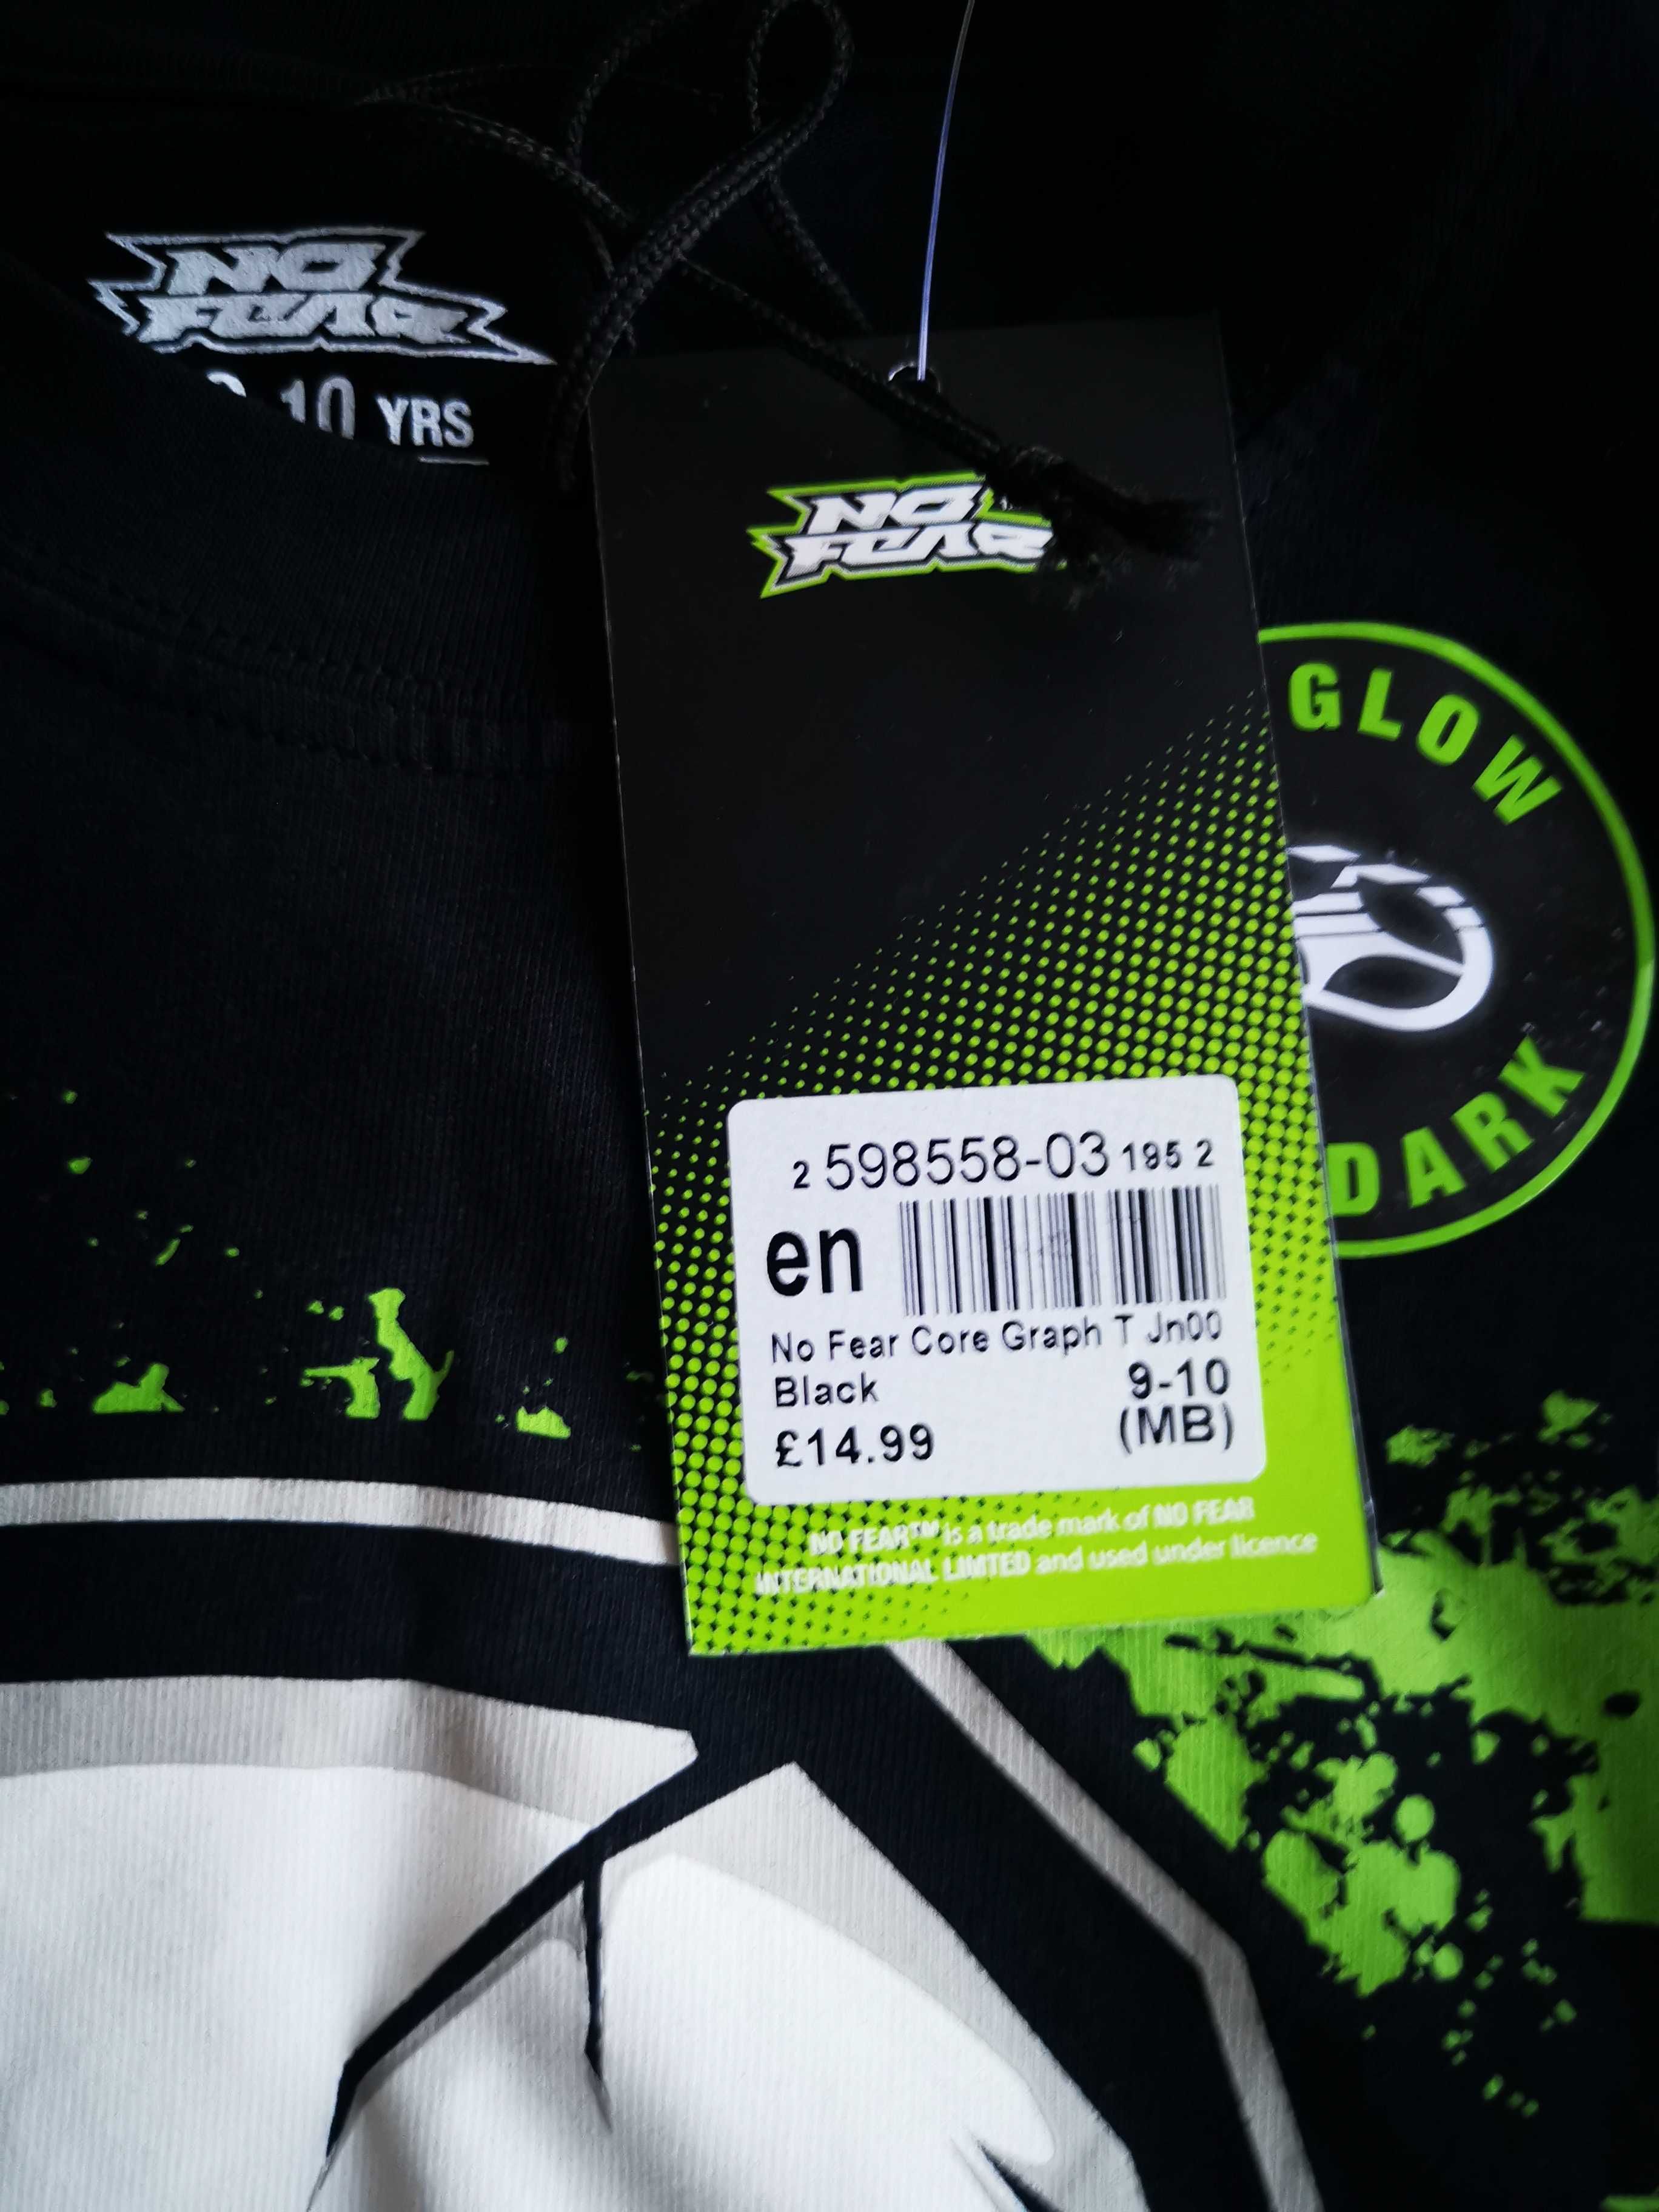 NO
FEAR
10 YRS
NO
FEAR
GLOW
DARK
2 598558-03 195 2
en
No Fear Core Graph T Jn00
Black 9-10
£14.99 (MB)
NO FEAR™ is a trade mark of NO FEAR
INTERNATIONAL LIMTED and used under licence